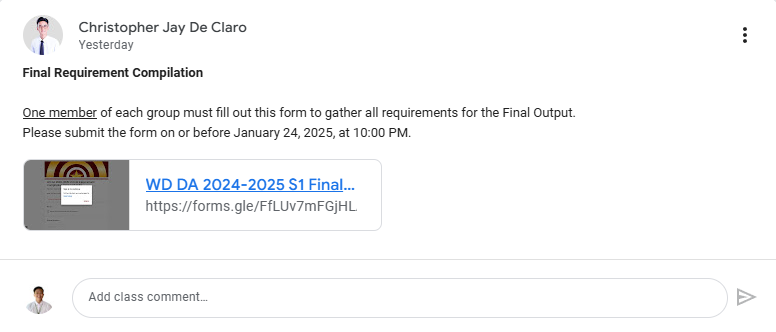 Christopher Jay De Claro
Yesterday
Final Requirement Compilation
One member of each group must fill out this form to gather all requirements for the Final Output.
Please submit the form on or before January 24, 2025, at 10:00 PM.
WD DA 2024-2025 S1 Final...
https://forms.gle/FfLUv7mFGjHL.
Add class comment...